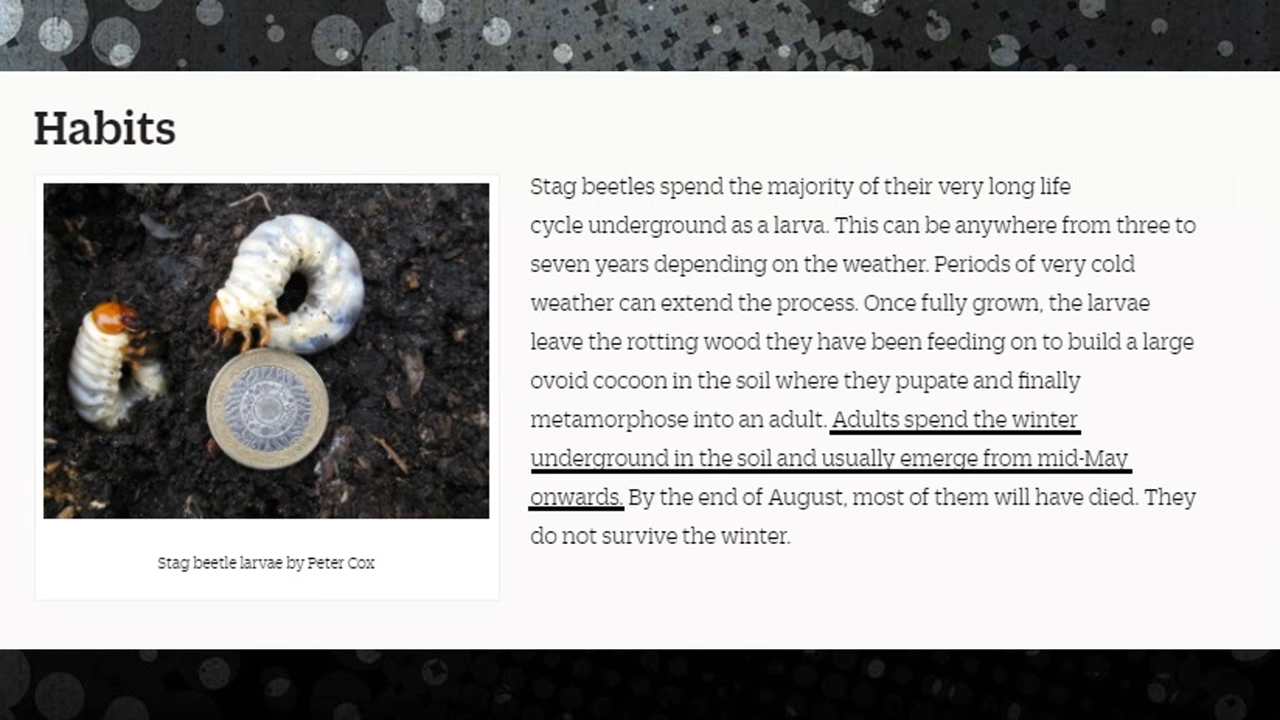 Habits
Stag beetles spend the majority of their very long life
cycle underground as a larva. This can be anywhere from three to
seven years depending on the weather. Periods of very cold
weather can extend the process. Once fully grown, the larvae
leave the rotting wood they have been feeding on to build a large
ovoid cocoon in the soil where they pupate and finally
metamorphose into an adult. Adults spend the winter
underground in the soil and usually emerge from mid-May
onwards. By the end of August, most of them will have died. They
do not survive the winter.
Stag beetle larvae by Peter Cox